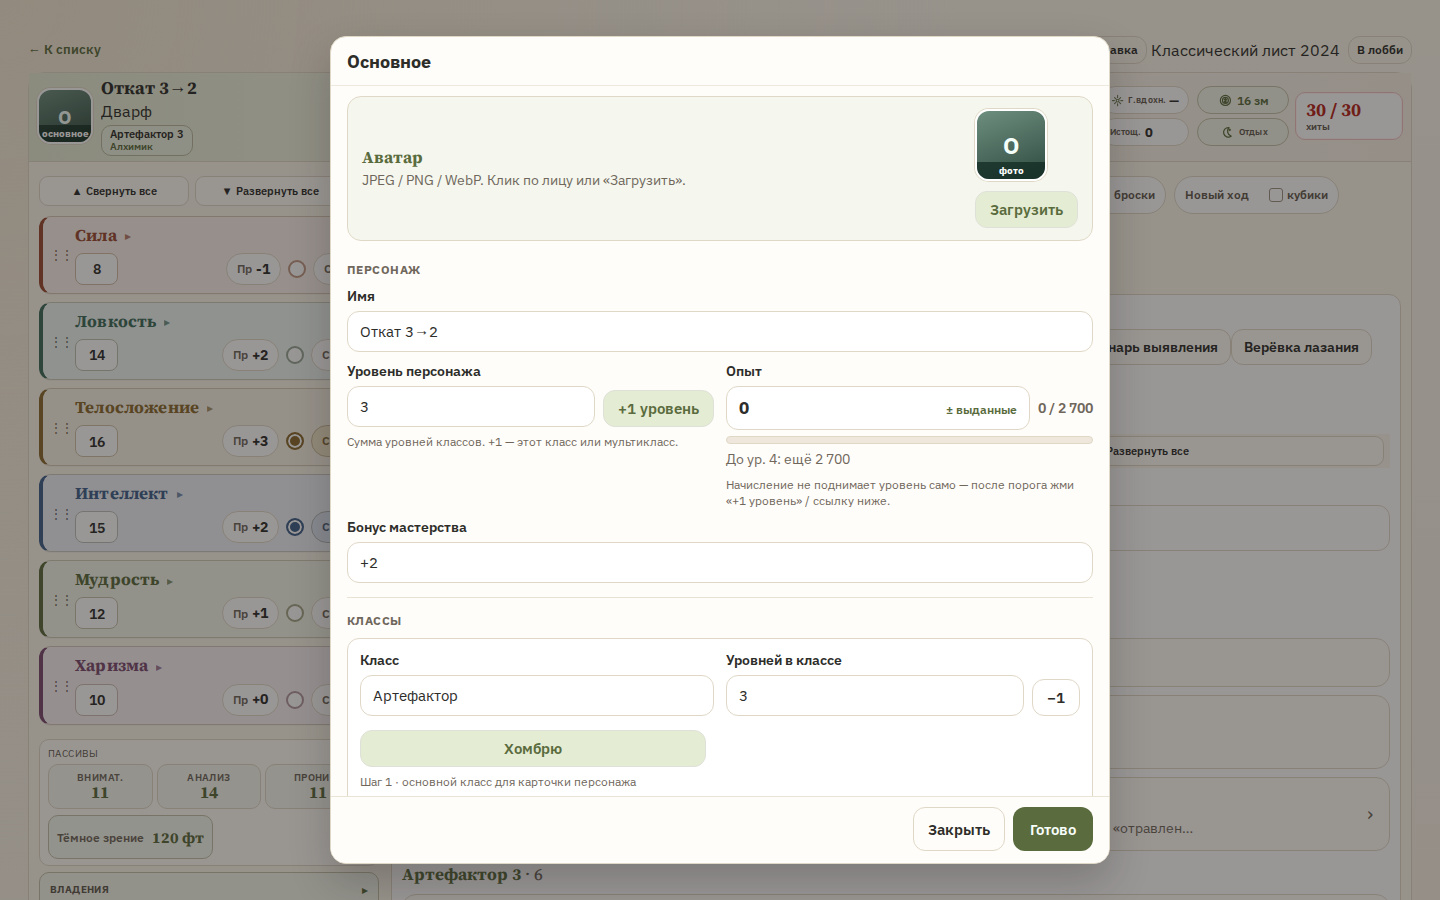 ← К списку
авка
Классический лист 2024
В лобби
О
основное
Откат 3→2
Дварф
Артефактор 3
Алхимик
Г.вдохн. —
16 зм
Истощ. 0
Отдых
30 / 30
хиты
▲ Свернуть все
▼ Развернуть все
броски
Новый ход
кубики
Сила ▸
8
Пр -1
Ловкость ▸
14
Пр +2
С
Телосложение ▸
16
Пр +3
С
Интеллект ▸
15
Пр +2
С
Мудрость ▸
12
Пр +1
С
Харизма ▸
10
Пр +0
С
ПАССИВЫ
ВНИМАТ.
11
АНАЛИЗ
14
ПРОНИ
11
Тёмное зрение 120 фт
ВЛАДЕНИЯ ▸
Основное
Аватар
JPEG / PNG / WebP. Клик по лицу или «Загрузить».
О
фото
Загрузить
ПЕРСОНАЖ
Имя
Откат 3→2
Уровень персонажа
3
+1 уровень
Сумма уровней классов. +1 — этот класс или мультикласс.
Опыт
0
± выданные
0 / 2 700
До ур. 4: ещё 2 700
Начисление не поднимает уровень само — после порога жми
«+1 уровень» / ссылку ниже.
Бонус мастерства
+2
КЛАССЫ
Класс
Артефактор
Уровней в классе
3
−1
Хомбрю
Шаг 1 · основной класс для карточки персонажа
Закрыть
Готово
нарь выявления
Верёвка лазания
Развернуть все
«отравлен...
›
Артефактор 3 · 6